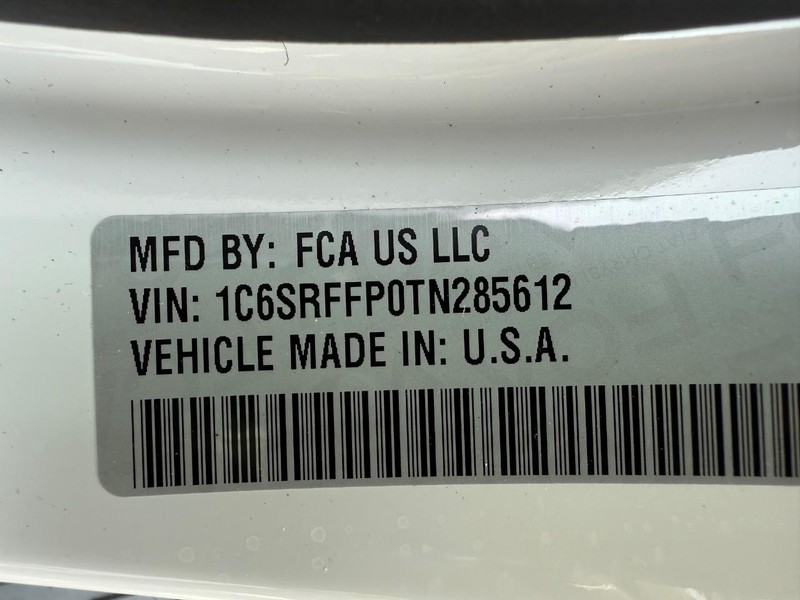 MFD BY: FCA US LLC
VIN: 1C6SRFFP0TN285612
VEHICLE MADE IN: U.S.A.